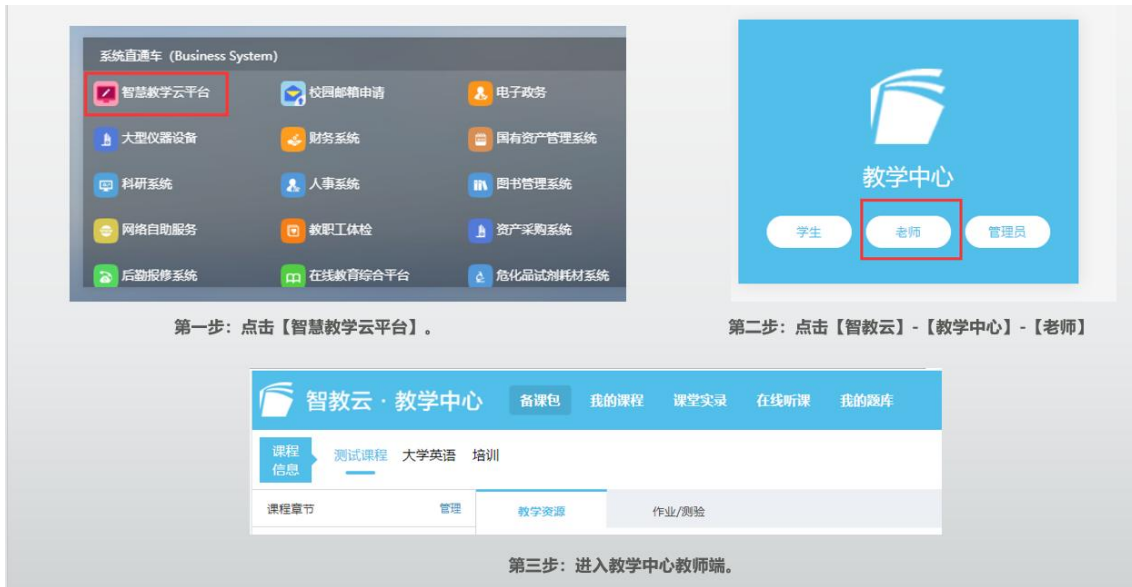 系统直通车（Business System）
智慧教学云平台 校园邮箱申请 电子政务
大型仪器设备 财务系统 国有资产管理系统
科研系统 人事系统 图书管理系统
网络自助服务 教职工体检 资产采购系统
后勤报修系统 在线教育综合平台 危化品试剂耗材系统
第一步：点击【智慧教学云平台】。
教学中心
学生 老师 管理员
第二步：点击【智教云】-【教学中心】-【老师】
智教云·教学中心 备课包 我的课程 课堂实录 在线听课 我的题库
课程
信息
测试课程 大学英语 培训
课程章节 管理 教学资源 作业/测验
第三步：进入教学中心教师端。